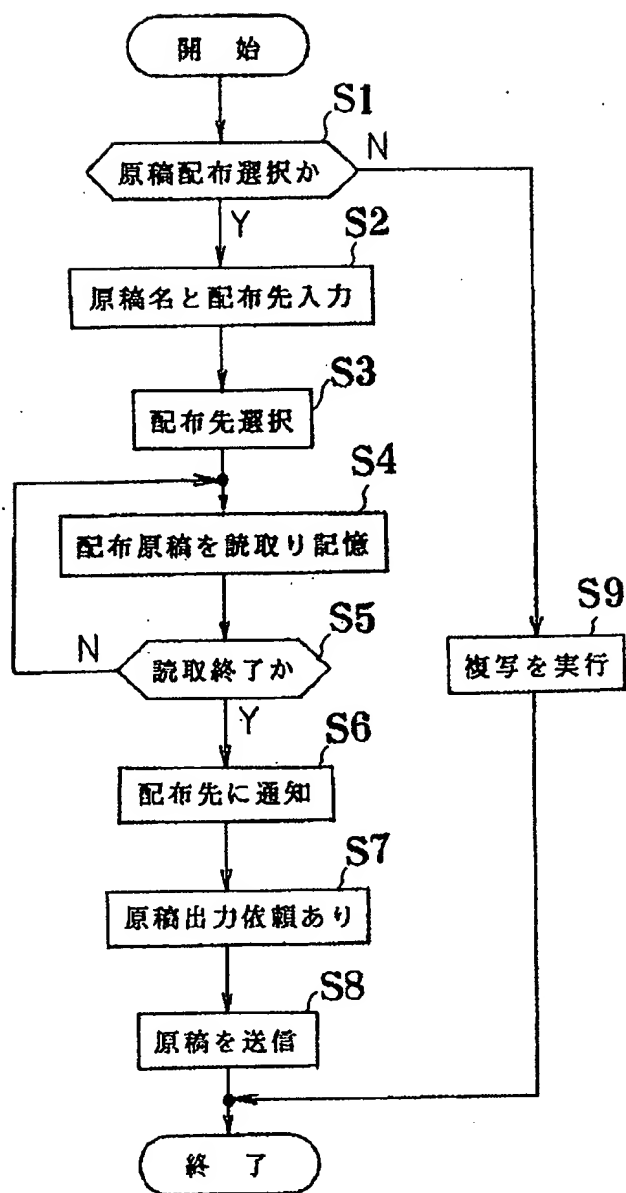 開 始
S1
原稿配布選択か
N
Y
S2
原稿名と配布先入力
S3
配布先選択
S4
配布原稿を読取り記憶
S5
N
読取終了か
S9
複写を実行
Y
S6
配布先に通知
S7
原稿出力依頼あり
S8
原稿を送信
終 了